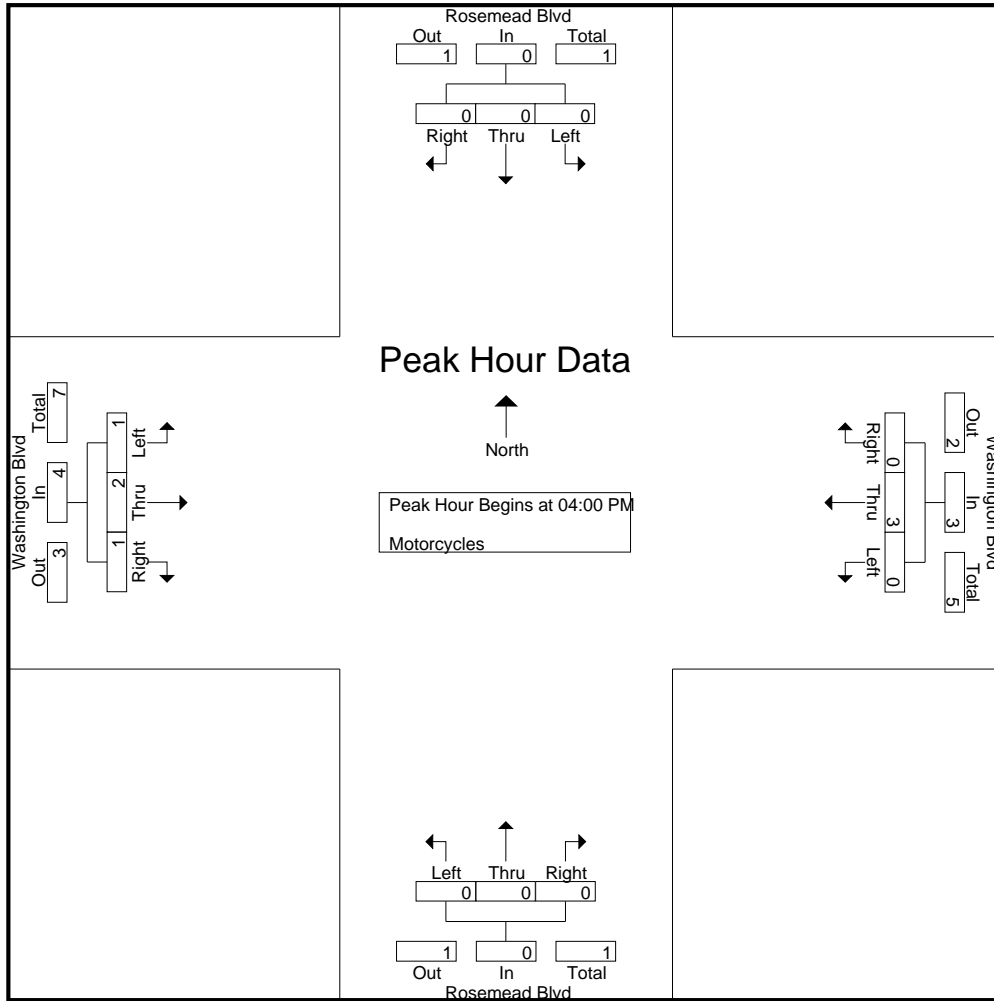 Rosemead Blvd
Out In Total
1 0 1
0 0 0
Right Thru Left
Peak Hour Data
North
Peak Hour Begins at 04:00 PM
Motorcycles
Washington Blvd
Total In Out
7 4 3
1 2 1
Left Thru Right
Washington Blvd
Out In Total
2 3 5
0 3 0
Right Thru Left
Left Thru Right
0 0 0
1 0 1
Out In Total
Rosemead Blvd